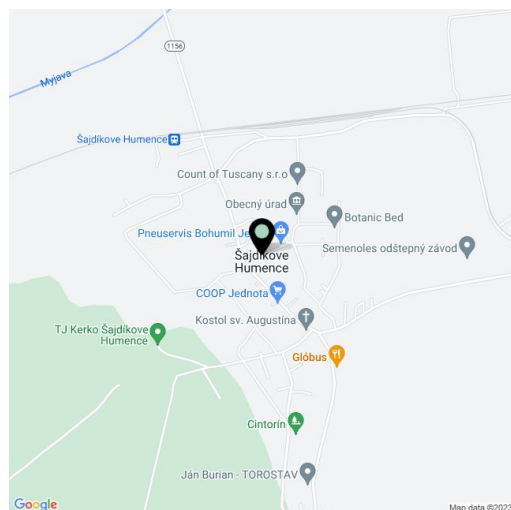 1156
Myjava
Šajdíkove Humence
Count of Tuscany s.r.o
Obecný úrad
Botanic Bed
Pneuservis Bohumil Je
Semenoles odštepný závod
Šajdíkove
Humence
COOP Jednota
Kostol sv. Augustína
TJ Kerko Šajdíkove
Humence
Glóbus
Cintorín
Ján Burian - TOROSTAV
Google
Map data ©2023